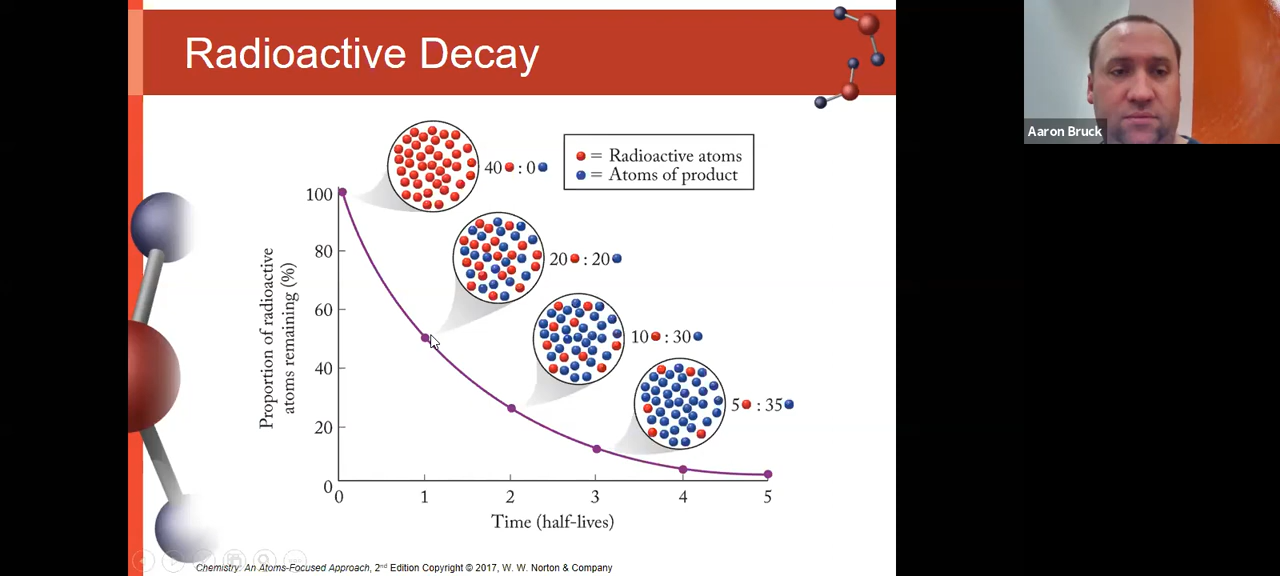 Radioactive Decay
Aaron Bruck
40 : 0
= Radioactive atoms
= Atoms of product
20 : 20
10 : 30
5 : 35
Proportion of radioactive
atoms remaining (%)
100
80
60
40
20
0
0 1 2 3 4 5
Time (half-lives)
Chemistry: An Atoms-Focused Approach, 2nd Edition Copyright © 2017, W. W. Norton & Company